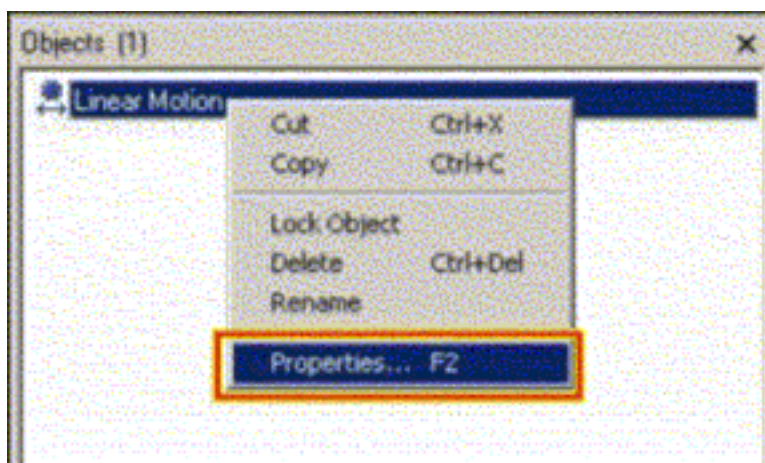 Objects (1)
Linear Motion
Cut Ctrl+X
Copy Ctrl+C
Lock Object
Delete Ctrl+Del
Rename
Properties... F2